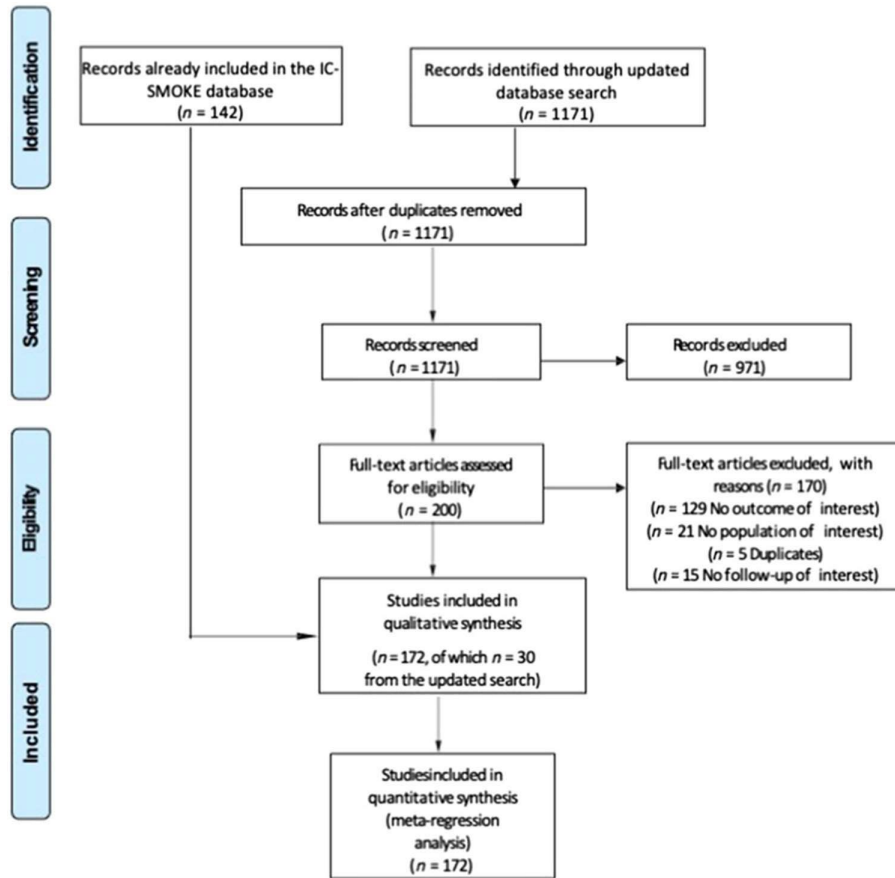 Identification
Records already included in the IC-
SMOKE database
(n = 142)
Records identified through updated
database search
(n = 1171)
Records after duplicates removed
(n = 1171)
Screening
Records screened
(n = 1171)
Records excluded
(n = 971)
Eligibility
Full-text articles assessed
for eligibility
(n = 200)
Full-text articles excluded, with
reasons (n = 170)
(n = 129 No outcome of interest)
(n = 21 No population of interest)
(n = 5 Duplicates)
(n = 15 No follow-up of interest)
Studies included in
qualitative synthesis
(n = 172, of which n = 30
from the updated search)
Included
Studies included in
quantitative synthesis
(meta-regression
analysis)
(n = 172)